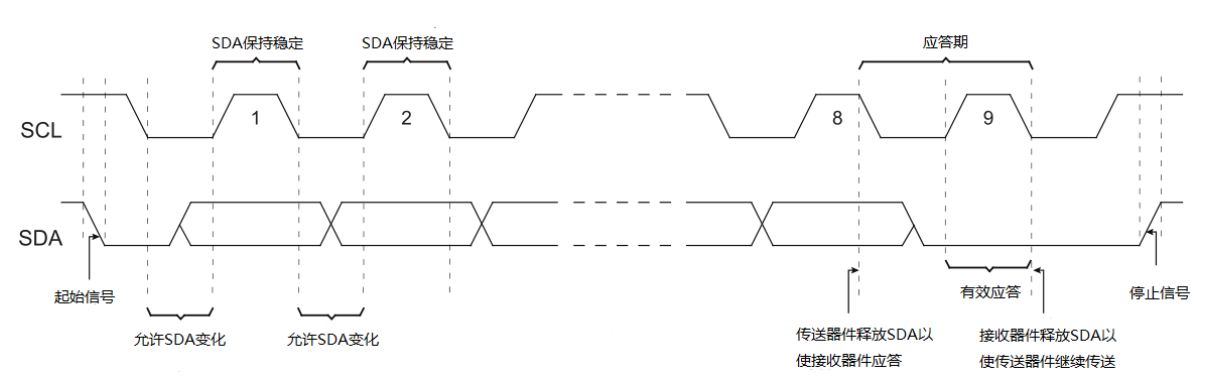 SDA保持稳定
SDA保持稳定
应答期
SCL
1
2
8
9
SDA
起始信号
有效应答
停止信号
允许SDA变化
允许SDA变化
传送器件释放SDA以
使接收器件应答
接收器件释放SDA以
使传送器件继续传送